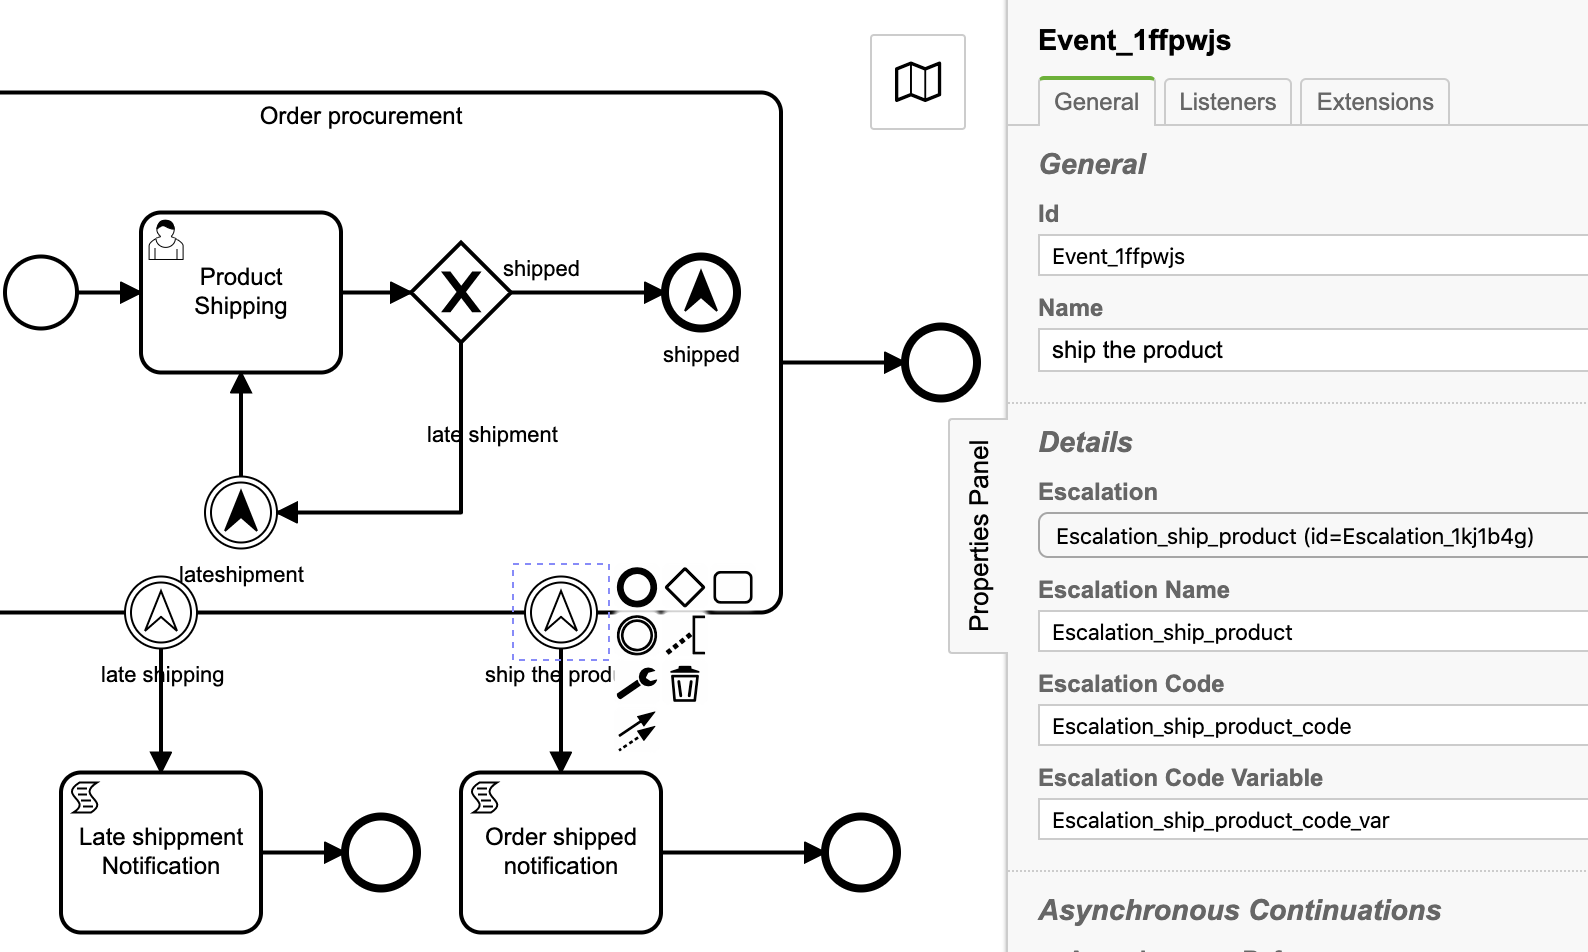 Order procurement
Product
Shipping
X
shipped
shipped
late shipment
lateshipment
late shipping
ship the prod
Late shippment
Notification
Order shipped
notification
Properties Panel
Event_1ffpwjs
General Listeners Extensions
General
Id
Event_1ffpwjs
Name
ship the product
Details
Escalation
Escalation_ship_product (id=Escalation_1kj1b4g)
Escalation Name
Escalation_ship_product
Escalation Code
Escalation_ship_product_code
Escalation Code Variable
Escalation_ship_product_code_var
Asynchronous Continuations